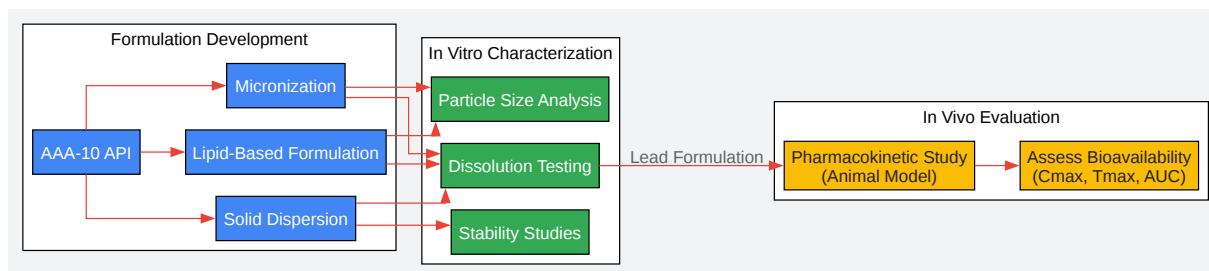 Formulation Development
AAA-10 API
Micronization
Lipid-Based Formulation
Solid Dispersion
In Vitro Characterization
Particle Size Analysis
Dissolution Testing
Stability Studies
Lead Formulation
In Vivo Evaluation
Pharmacokinetic Study
(Animal Model)
Assess Bioavailability
(Cmax, Tmax, AUC)